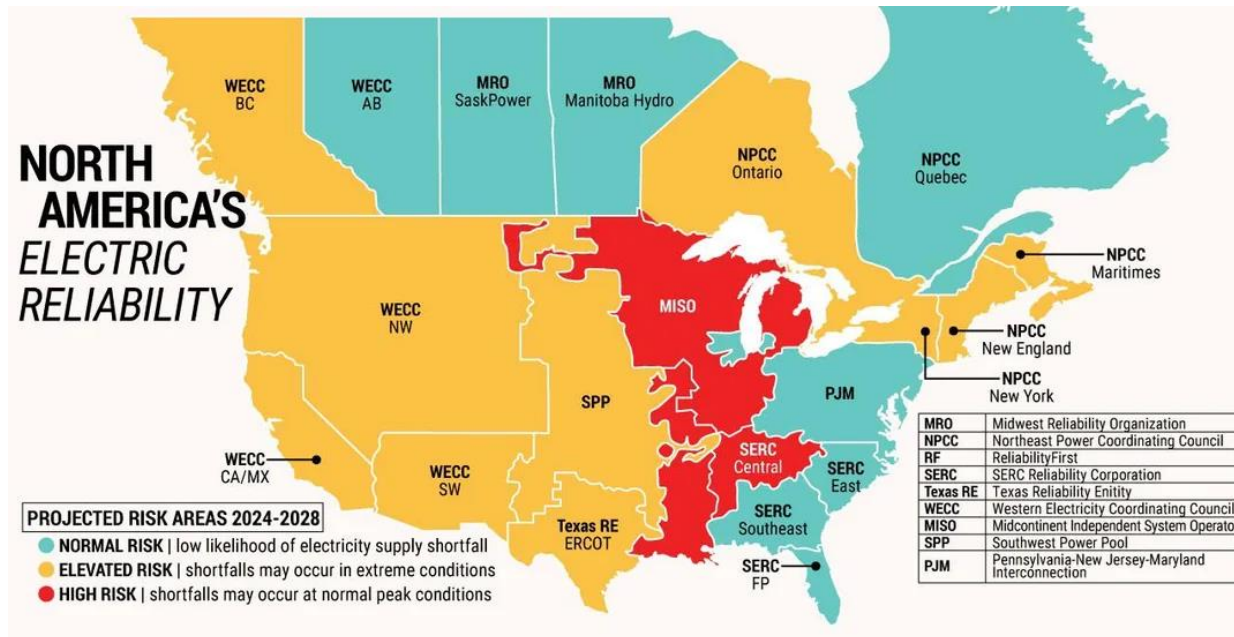 NORTH
AMERICA'S
ELECTRIC
RELIABILITY
WECC
BC
WECC
AB
MRO
SaskPower
MRO
Manitoba Hydro
NPCC
Ontario
NPCC
Quebec
NPCC
Maritimes
NPCC
New England
NPCC
New York
WECC
NW
MISO
SPP
PJM
WECC
CA/MX
WECC
SW
SERC
Central
SERC
East
SERC
Southeast
SERC
FP
Texas RE
ERCOT
PROJECTED RISK AREAS 2024-2028
NORMAL RISK | low likelihood of electricity supply shortfall
ELEVATED RISK | shortfalls may occur in extreme conditions
HIGH RISK | shortfalls may occur at normal peak conditions
MRO Midwest Reliability Organization
NPCC Northeast Power Coordinating Council
RF ReliabilityFirst
SERC SERC Reliability Corporation
Texas RE Texas Reliability Enitity
WECC Western Electricity Coordinating Council
MISO Midcontinent Independent System Operato
SPP Southwest Power Pool
PJM Pennsylvania-New Jersey-Maryland
Interconnection